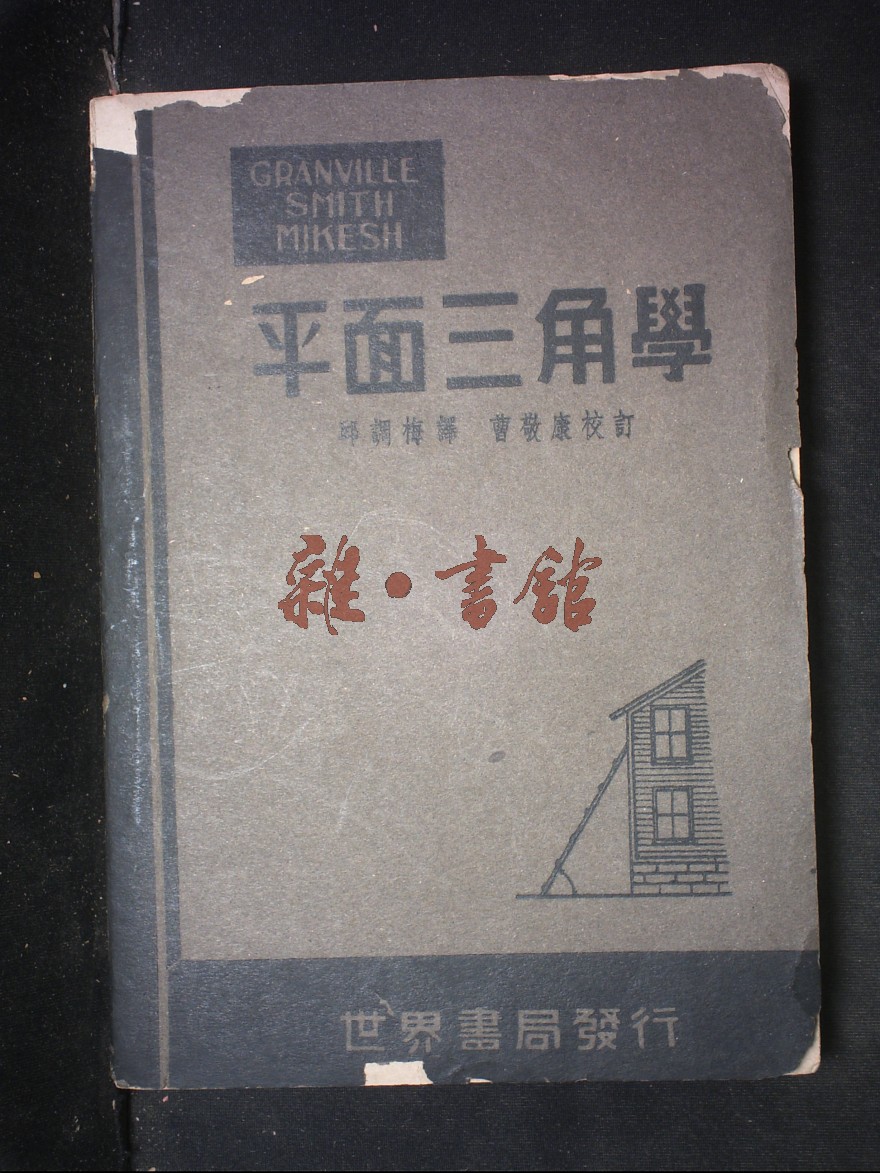 GRANVILLE
SMITH
MIKESH
平面三角學
邱調梅譯 曹敬康校訂
雜·書館
世界書局發行